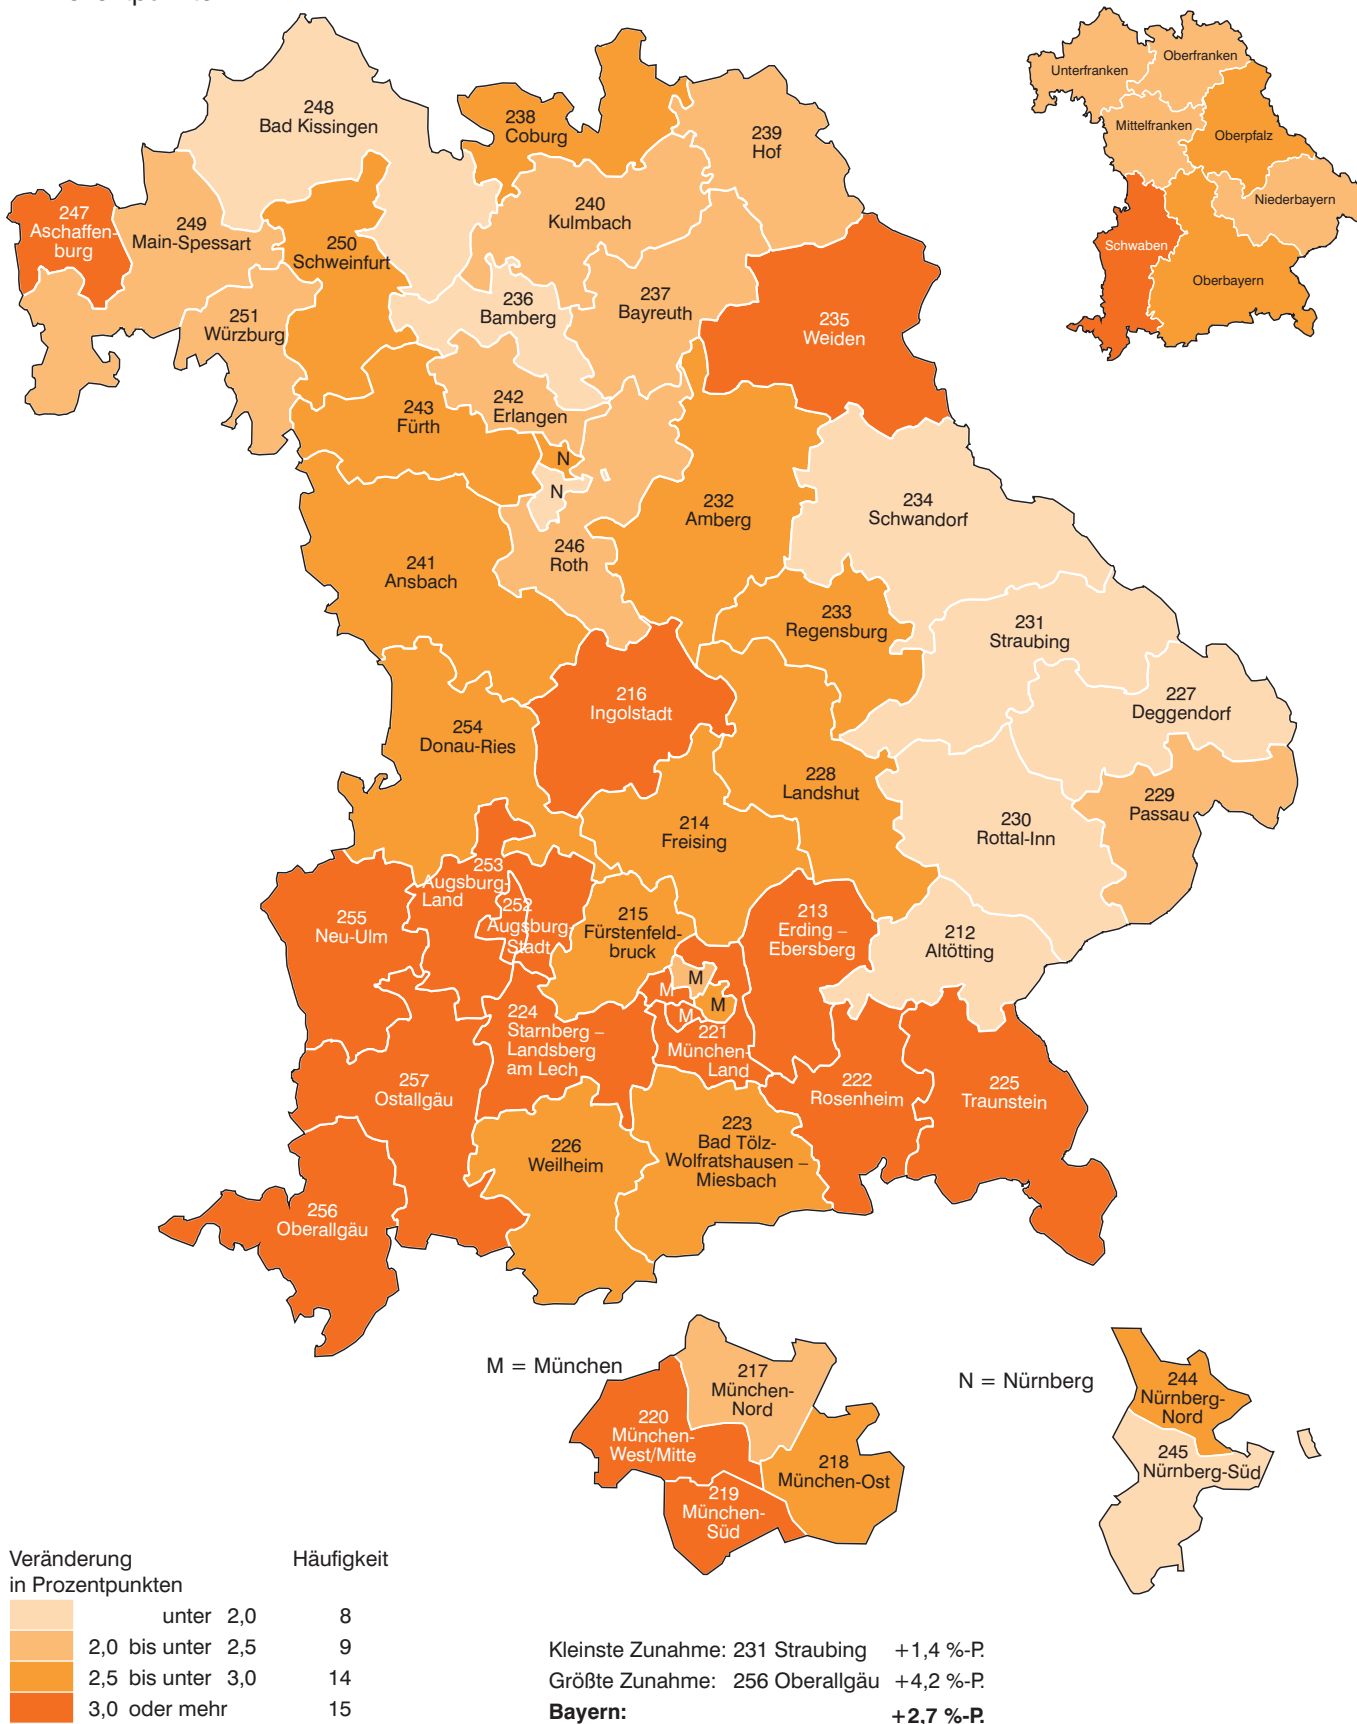 248
Bad Kissingen
238
Coburg
239
Hof
247
Aschaffen-
burg
249
Main-Spessart
250
Schweinfurt
240
Kulmbach
251
Würzburg
236
Bamberg
237
Bayreuth
235
Weiden
243
Fürth
242
Erlangen
N
N
232
Amberg
234
Schwandorf
241
Ansbach
246
Roth
233
Regensburg
231
Straubing
216
Ingolstadt
227
Deggendorf
254
Donau-Ries
228
Landshut
229
Passau
214
Freising
230
Rottal-Inn
253
Augsburg-
Land
252
Augsburg-
Stadt
255
Neu-Ulm
215
Fürstenfeld-
bruck
213
Erding –
Ebersberg
212
Altötting
M
M
M
M
224
Starnberg –
Landsberg
am Lech
221
München-
Land
257
Ostallgäu
222
Rosenheim
225
Traunstein
226
Weilheim
223
Bad Tölz-
Wolfratshausen –
Miesbach
256
Oberallgäu
Unterfranken
Oberfranken
Mittelfranken
Oberpfalz
Niederbayern
Schwaben
Oberbayern
M = München
217
München-
Nord
220
München-
West/Mitte
218
München-Ost
219
München-
Süd
N = Nürnberg
244
Nürnberg-
Nord
245
Nürnberg-Süd
Veränderung Häufigkeit
in Prozentpunkten
unter 2,0 8
2,0 bis unter 2,5 9
2,5 bis unter 3,0 14
3,0 oder mehr 15
Kleinste Zunahme: 231 Straubing +1,4 %-P.
Größte Zunahme: 256 Oberallgäu +4,2 %-P.
Bayern: +2,7 %-P.